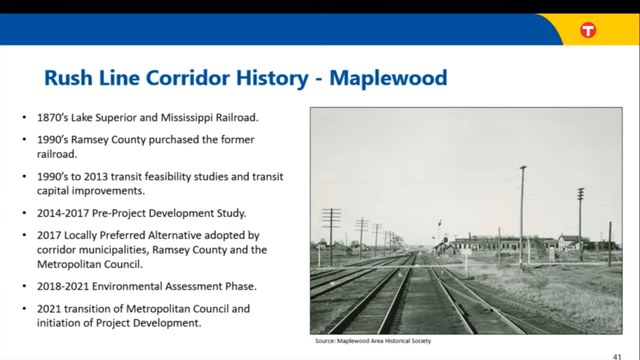 T
Rush Line Corridor History - Maplewood
• 1870's Lake Superior and Mississippi Railroad.
• 1990's Ramsey County purchased the former
railroad.
• 1990's to 2013 transit feasibility studies and transit
capital improvements.
• 2014-2017 Pre-Project Development Study.
• 2017 Locally Preferred Alternative adopted by
corridor municipalities, Ramsey County and the
Metropolitan Council.
• 2018-2021 Environmental Assessment Phase.
• 2021 transition of Metropolitan Council and
initiation of Project Development.
Source: Maplewood Area Historical Society
41